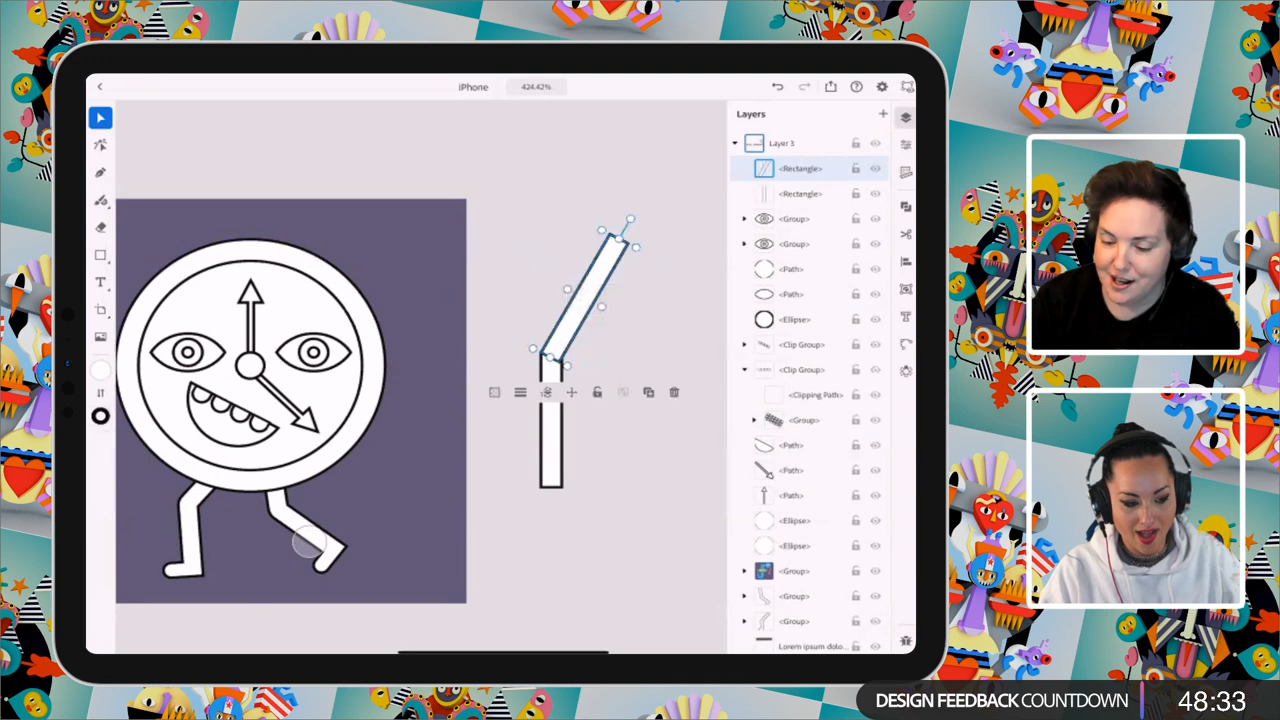 iPhone
424.42%
Layers
Layer 3
<Rectangle>
<Rectangle>
<Group>
<Group>
<Path>
<Path>
<Ellipse>
<Clip Group>
<Clip Group>
<Clipping Path>
<Group>
<Path>
<Path>
<Path>
<Ellipse>
<Ellipse>
<Group>
<Group>
<Group>
Lorem ipsum dolo...
DESIGN FEEDBACK COUNTDOWN
48:33